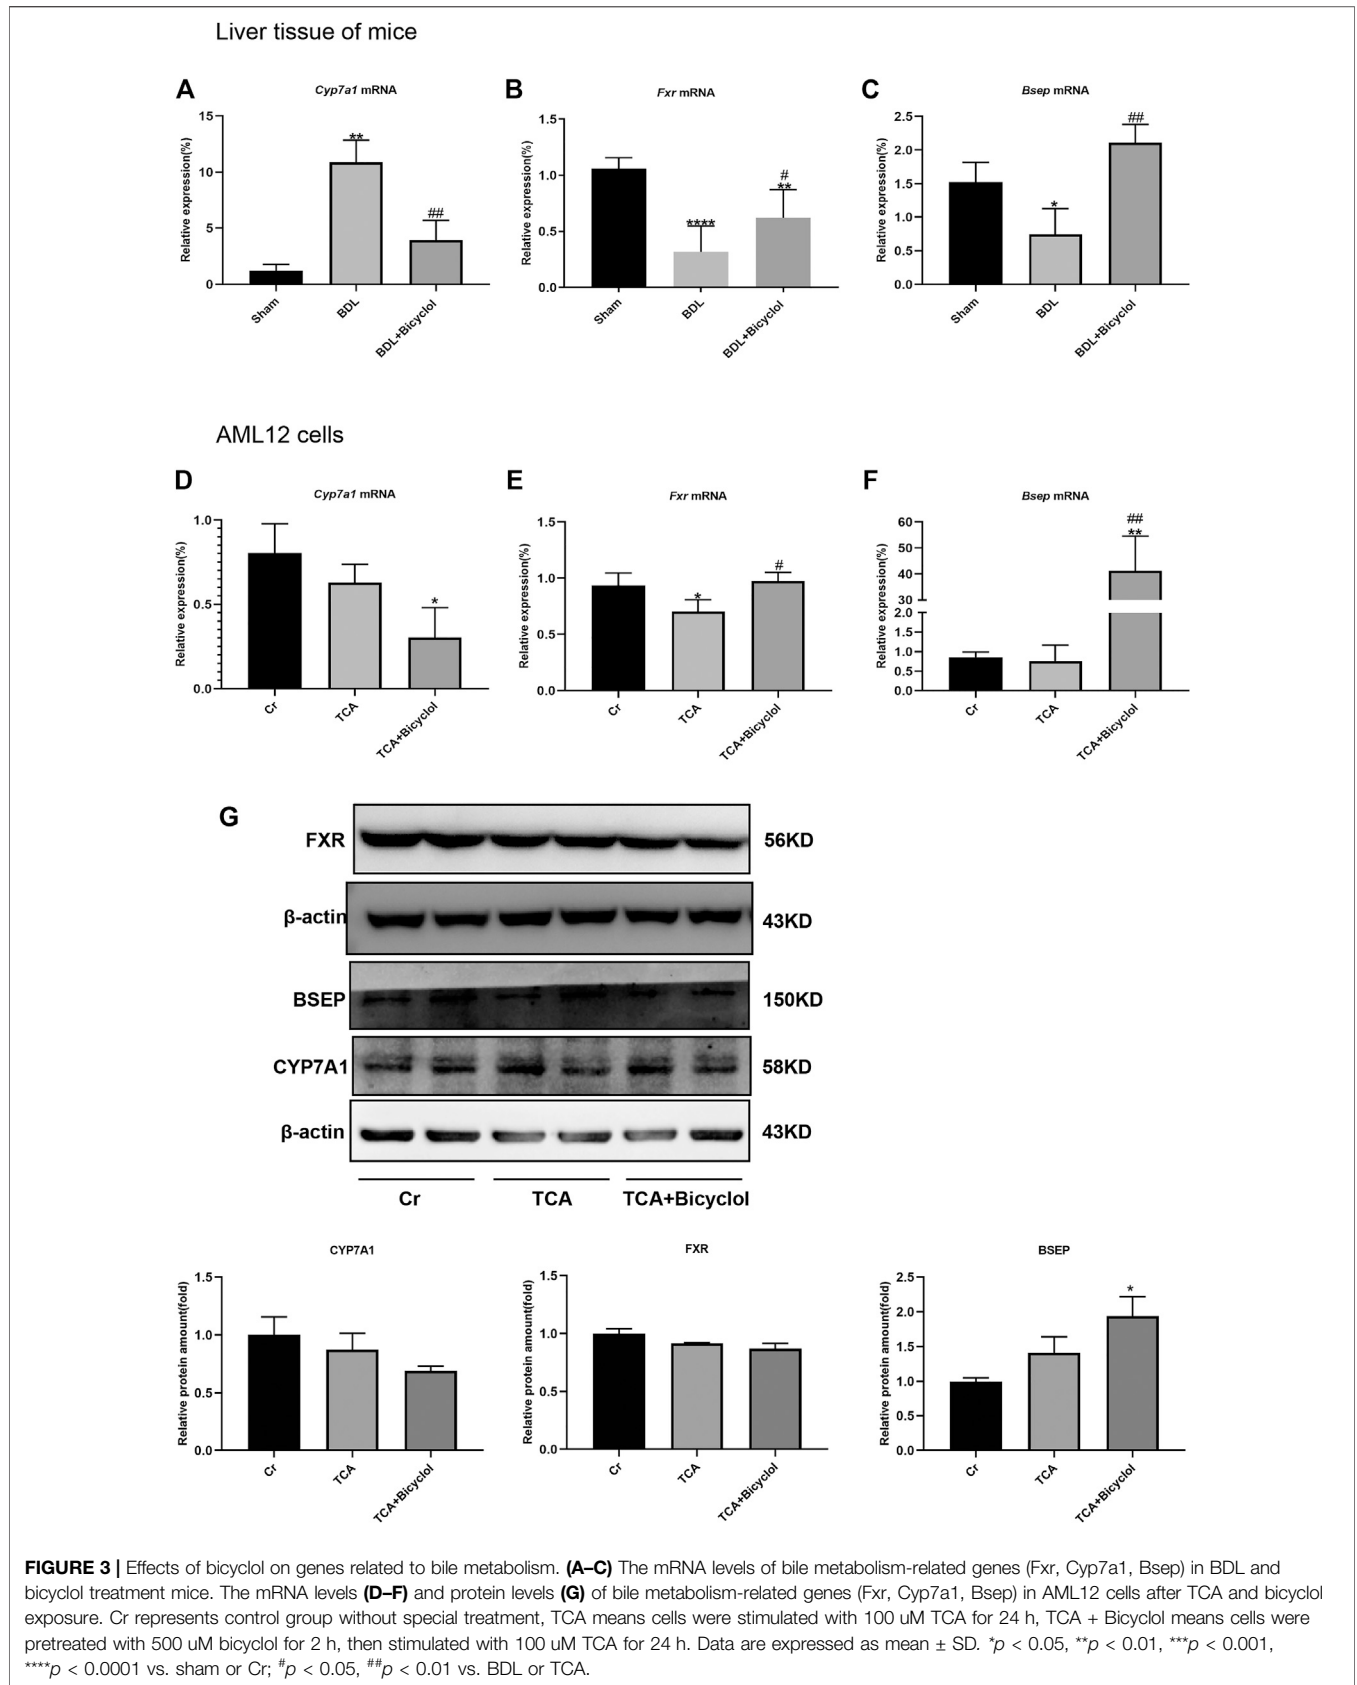 Liver tissue of mice
A
Cyp7a1 mRNA
Relative expression(%)
15
10
5
0
**
##
Sham
BDL
BDL+Bicyclol
B
Fxr mRNA
Relative expression(%)
1.5
1.0
0.5
0.0
****
#
**
Sham
BDL
BDL+Bicyclol
C
Bsep mRNA
Relative expression(%)
2.5
2.0
1.5
1.0
0.5
0.0
*
##
Sham
BDL
BDL+Bicyclol
AML12 cells
D
Cyp7a1 mRNA
Relative expression(%)
1.0
0.5
0.0
*
Cr
TCA
TCA+Bicyclol
E
Fxr mRNA
Relative expression(%)
1.5
1.0
0.5
0.0
*
#
Cr
TCA
TCA+Bicyclol
F
Bsep mRNA
Relative expression(%)
60
50
40
30
2.0
1.5
1.0
0.5
0.0
##
**
Cr
TCA
TCA+Bicyclol
G
FXR 56KD
β-actin 43KD
BSEP 150KD
CYP7A1 58KD
β-actin 43KD
Cr TCA TCA+Bicyclol
CYP7A1
Relative protein amount(fold)
1.5
1.0
0.5
0.0
Cr
TCA
TCA+Bicyclol
FXR
Relative protein amount(fold)
1.5
1.0
0.5
0.0
Cr
TCA
TCA+Bicyclol
BSEP
Relative protein amount(fold)
2.5
2.0
1.5
1.0
0.5
0.0
*
Cr
TCA
TCA+Bicyclol
FIGURE 3 | Effects of bicyclol on genes related to bile metabolism. (A–C) The mRNA levels of bile metabolism-related genes (Fxr, Cyp7a1, Bsep) in BDL and
bicyclol treatment mice. The mRNA levels (D–F) and protein levels (G) of bile metabolism-related genes (Fxr, Cyp7a1, Bsep) in AML12 cells after TCA and bicyclol
exposure. Cr represents control group without special treatment, TCA means cells were stimulated with 100 uM TCA for 24 h, TCA + Bicyclol means cells were
pretreated with 500 uM bicyclol for 2 h, then stimulated with 100 uM TCA for 24 h. Data are expressed as mean ± SD. *p < 0.05, **p < 0.01, ***p < 0.001,
****p < 0.0001 vs. sham or Cr; #p < 0.05, ##p < 0.01 vs. BDL or TCA.